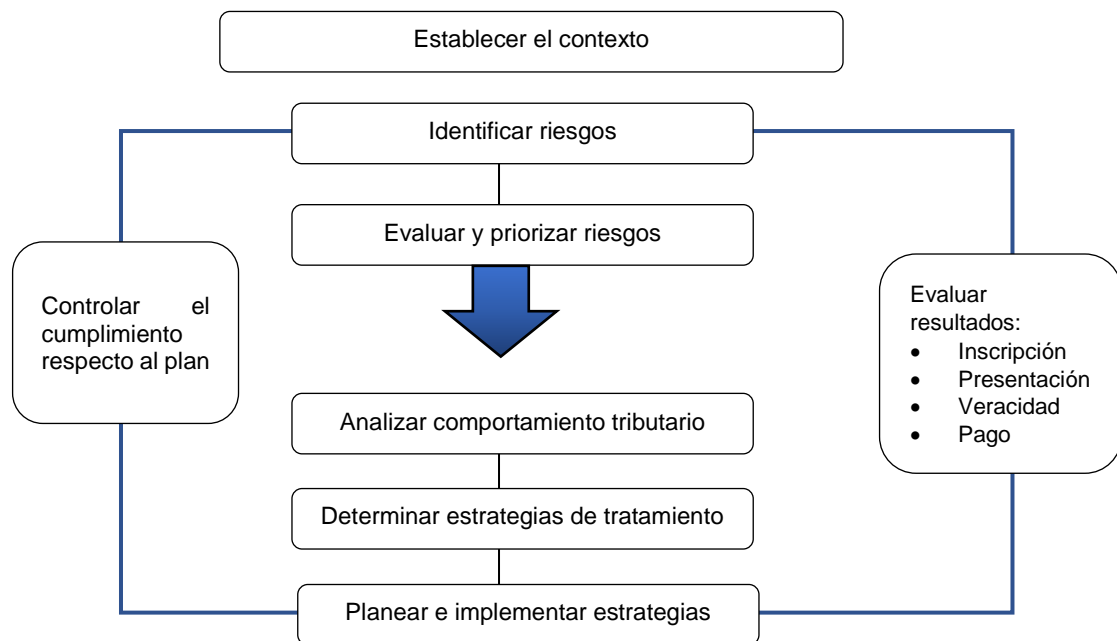 Establecer el contexto
Identificar riesgos
Evaluar y priorizar riesgos
Controlar el
cumplimiento
respecto al plan
Evaluar
resultados:
• Inscripción
• Presentación
• Veracidad
• Pago
Analizar comportamiento tributario
Determinar estrategias de tratamiento
Planear e implementar estrategias